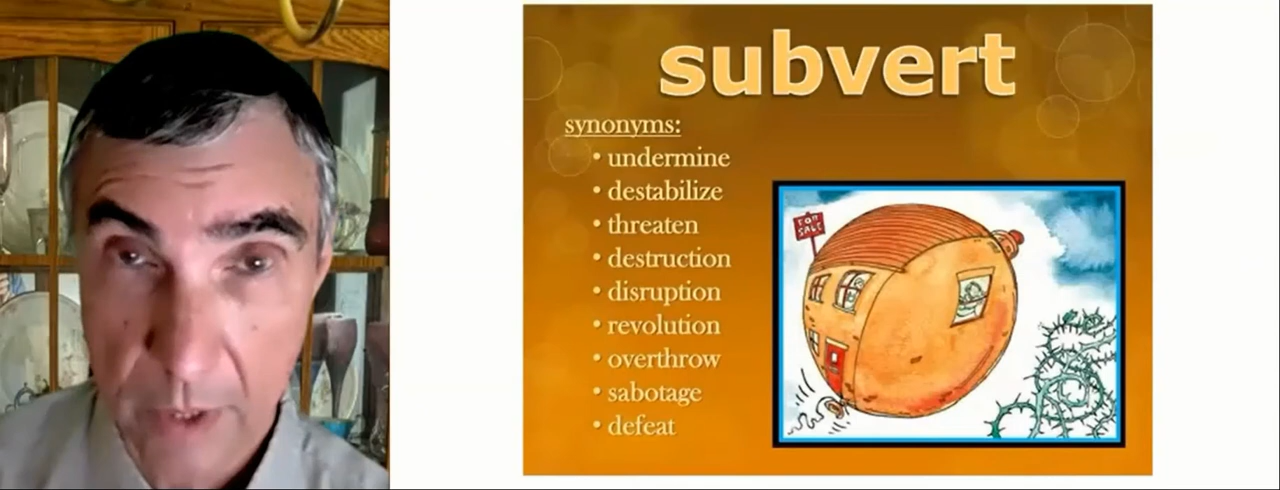 subvert
synonyms:
• undermine
• destabilize
• threaten
• destruction
• disruption
• revolution
• overthrow
• sabotage
• defeat
FOR
SALE